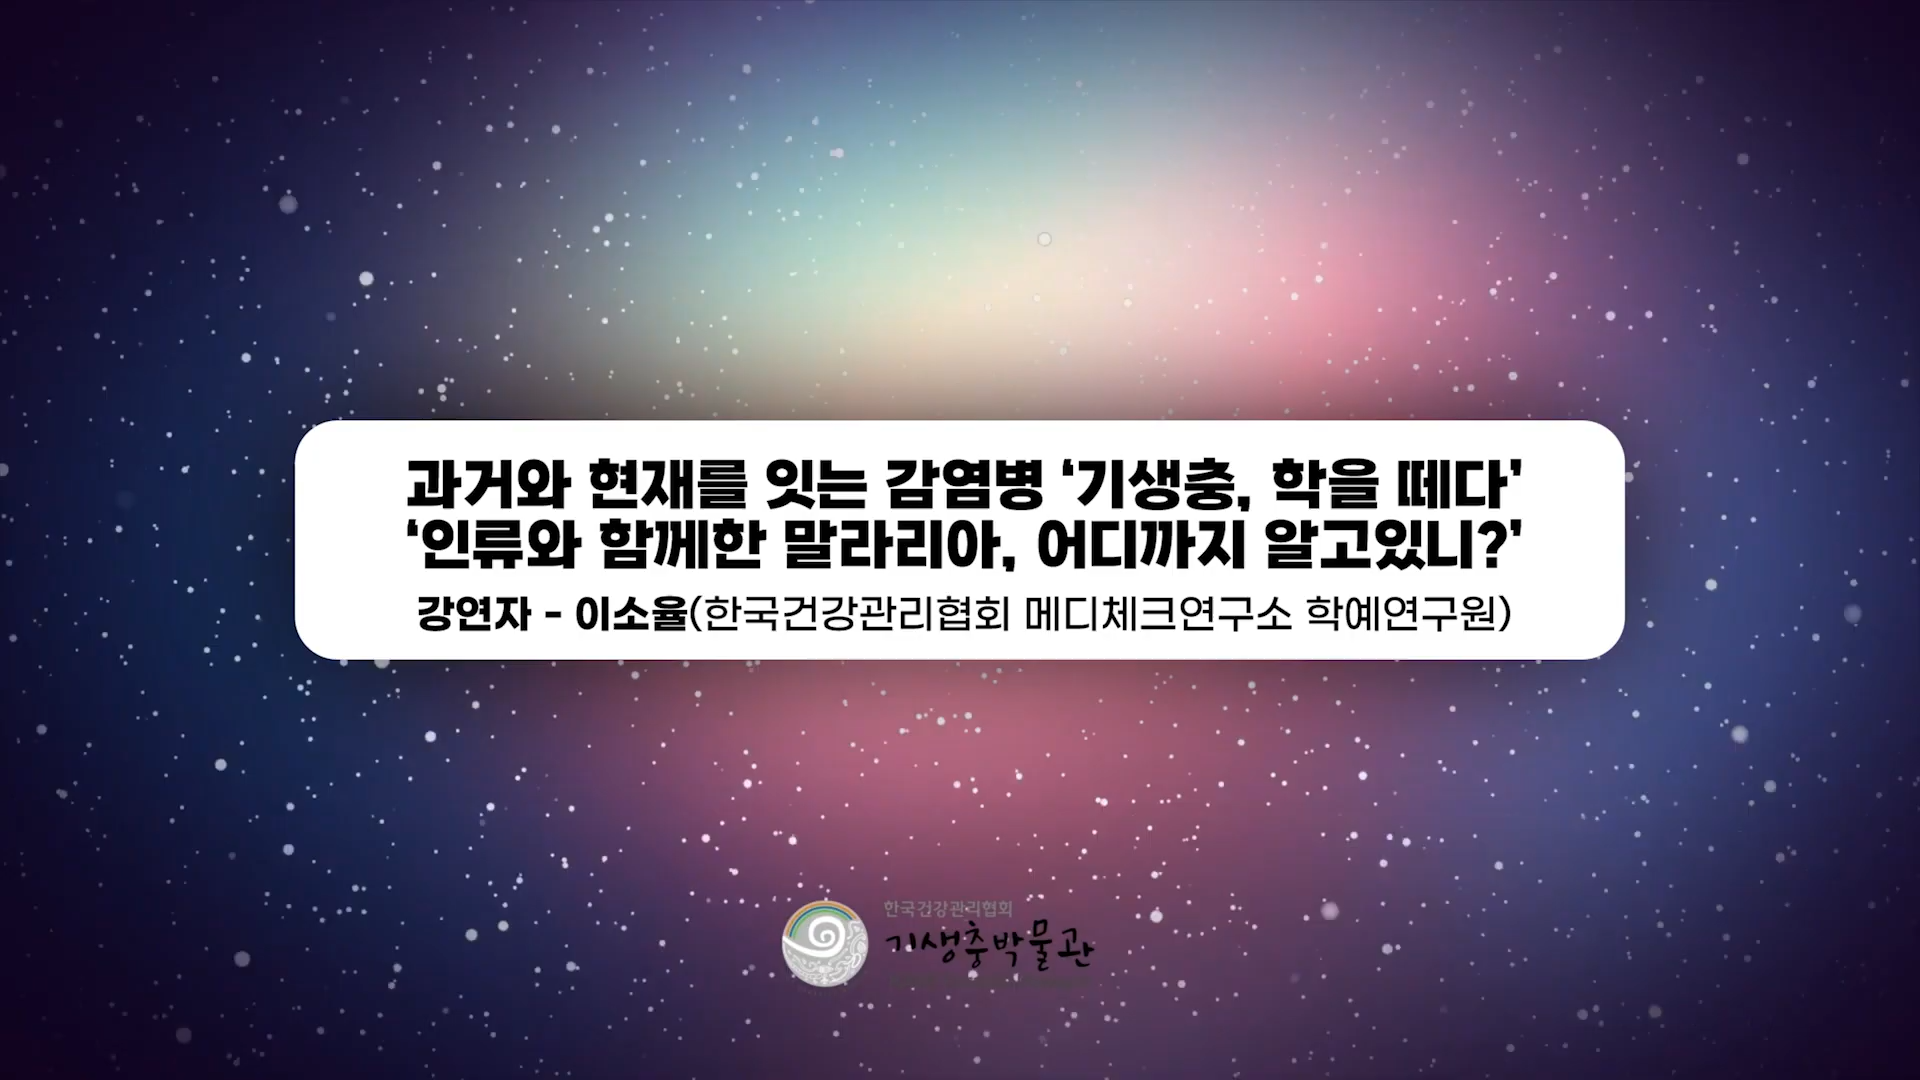 과거와 현재를 잇는 감염병 ‘기생충, 학을 떼다’
‘인류와 함께한 말라리아, 어디까지 알고있니?’
강연자 - 이소율(한국건강관리협회 메디체크연구소 학예연구원)
한국건강관리협회
기생충박물관